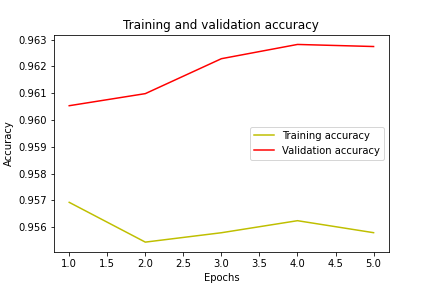 Training and validation accuracy
0.963
0.962
0.961
0.960
0.959
0.958
0.957
0.956
Accuracy
Training accuracy
Validation accuracy
1.0 1.5 2.0 2.5 3.0 3.5 4.0 4.5 5.0
Epochs